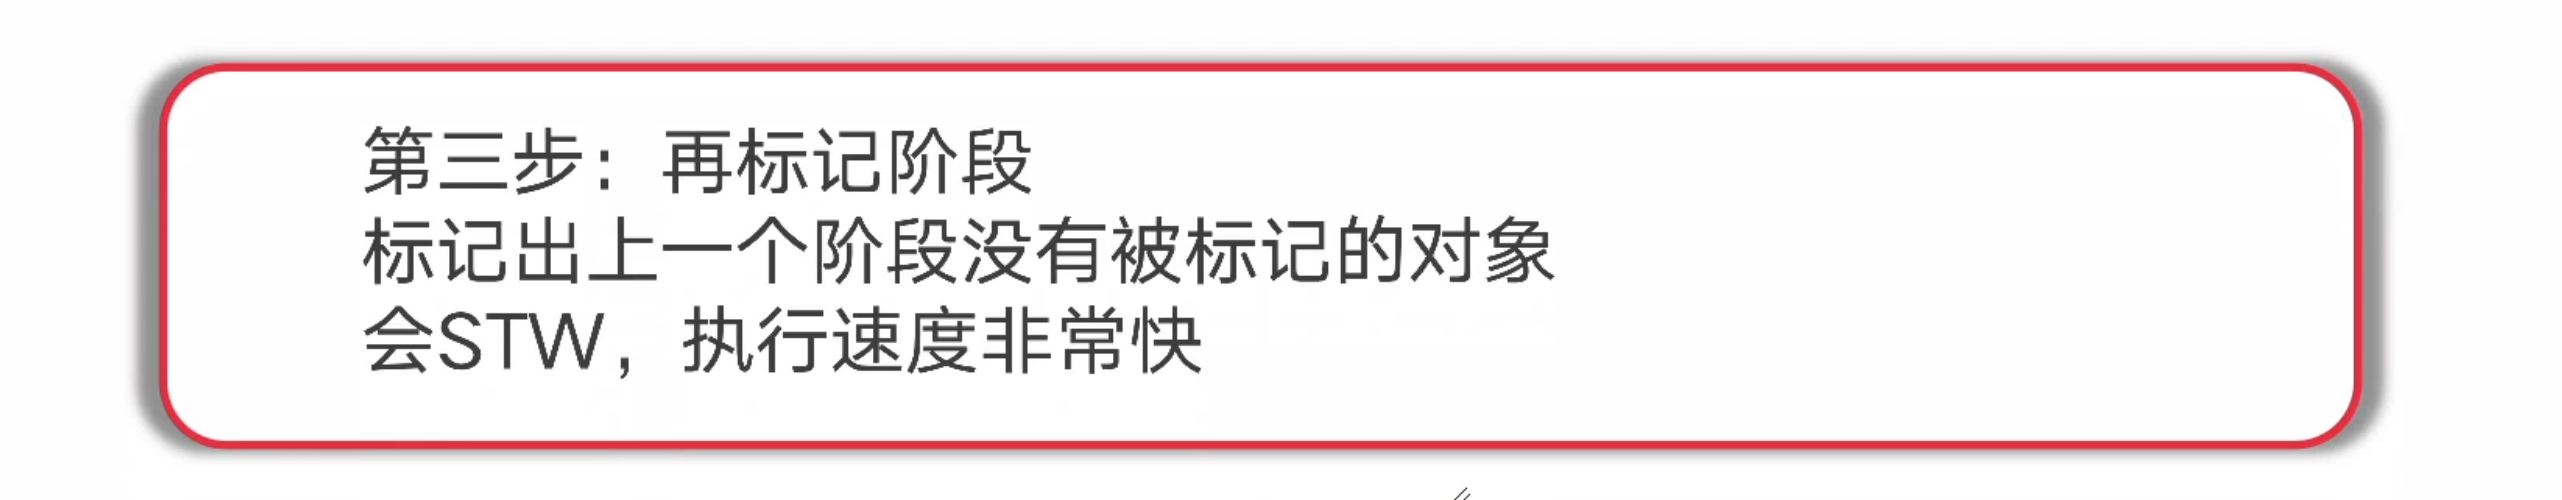 第三步：再标记阶段
标记出上一个阶段没有被标记的对象
会STW，执行速度非常快